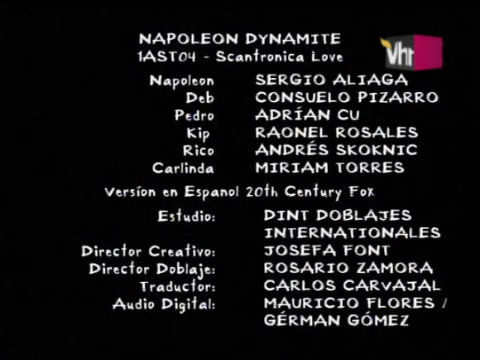 NAPOLEON DYNAMITE
1AST04 - Scantronica Love
Vh1
Napoleon SERGIO ALIAGA
Deb CONSUELO PIZARRO
Pedro ADRÍAN CU
Kip RAONEL ROSALES
Rico ANDRÉS SKOKNIC
Carlinda MIRIAM TORRES
Versíon en Espanol 20th Century Fox
Estudio: DINT DOBLAJES
INTERNATIONALES
Director Creativo: JOSEFA FONT
Director Doblaje: ROSARIO ZAMORA
Traductor: CARLOS CARVAJAL
Audio Digital: MAURICIO FLORES /
GÉRMAN GÓMEZ